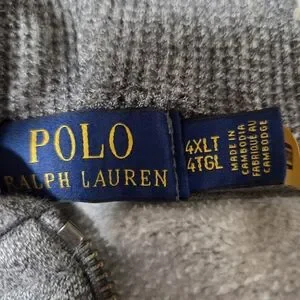 POLO
RALPH LAUREN
4XLT
4TGL
MADE IN
CAMBODIA
FABRIQUÉ AU
CAMBODGE